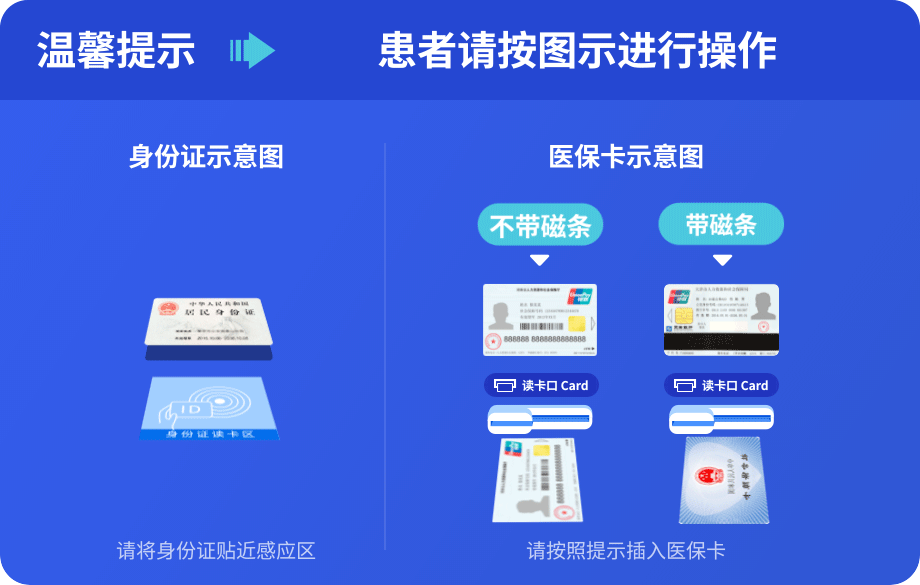 温馨提示
患者请按图示进行操作
身份证示意图
中华人民共和国
居民身份证
ID
身份证读卡区
请将身份证贴近感应区
医保卡示意图
不带磁条
带磁条
888888 8888888888888
读卡口 Card
读卡口 Card
请按照提示插入医保卡